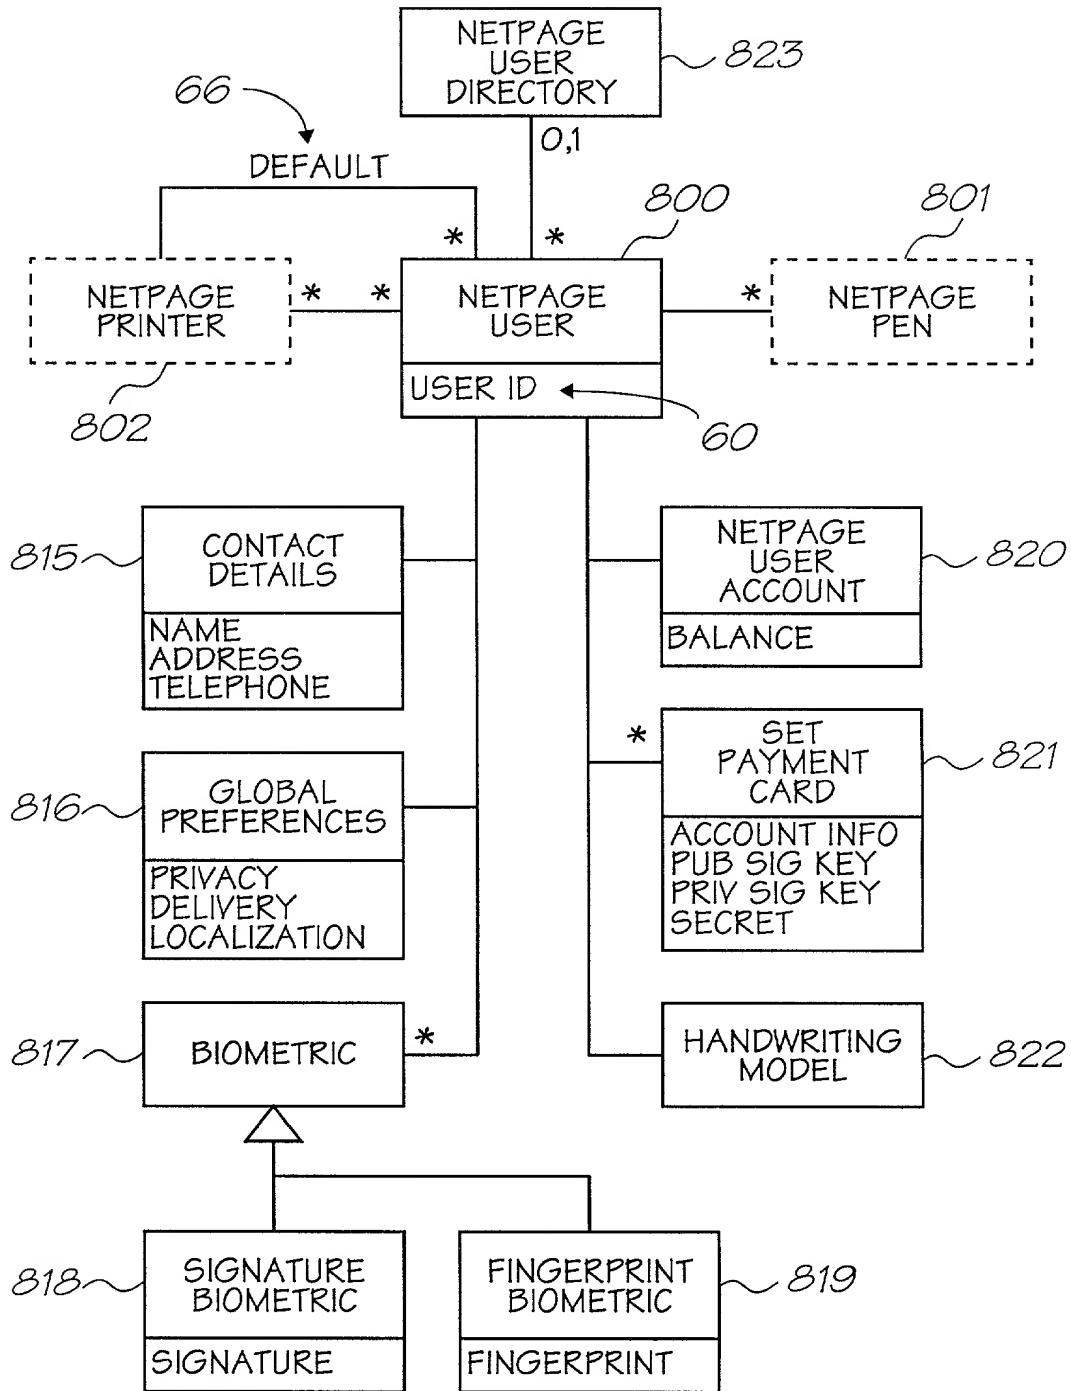 NETPAGE
USER
DIRECTORY
823
66
0,1
DEFAULT
800
801
*
*
NETPAGE
PRINTER
*
*
NETPAGE
USER
*
NETPAGE
PEN
802
USER ID
60
815
CONTACT
DETAILS
NAME
ADDRESS
TELEPHONE
NETPAGE
USER
ACCOUNT
820
BALANCE
816
GLOBAL
PREFERENCES
PRIVACY
DELIVERY
LOCALIZATION
*
SET
PAYMENT
CARD
821
ACCOUNT INFO
PUB SIG KEY
PRIV SIG KEY
SECRET
817
BIOMETRIC
*
HANDWRITING
MODEL
822
818
SIGNATURE
BIOMETRIC
SIGNATURE
FINGERPRINT
BIOMETRIC
819
FINGERPRINT